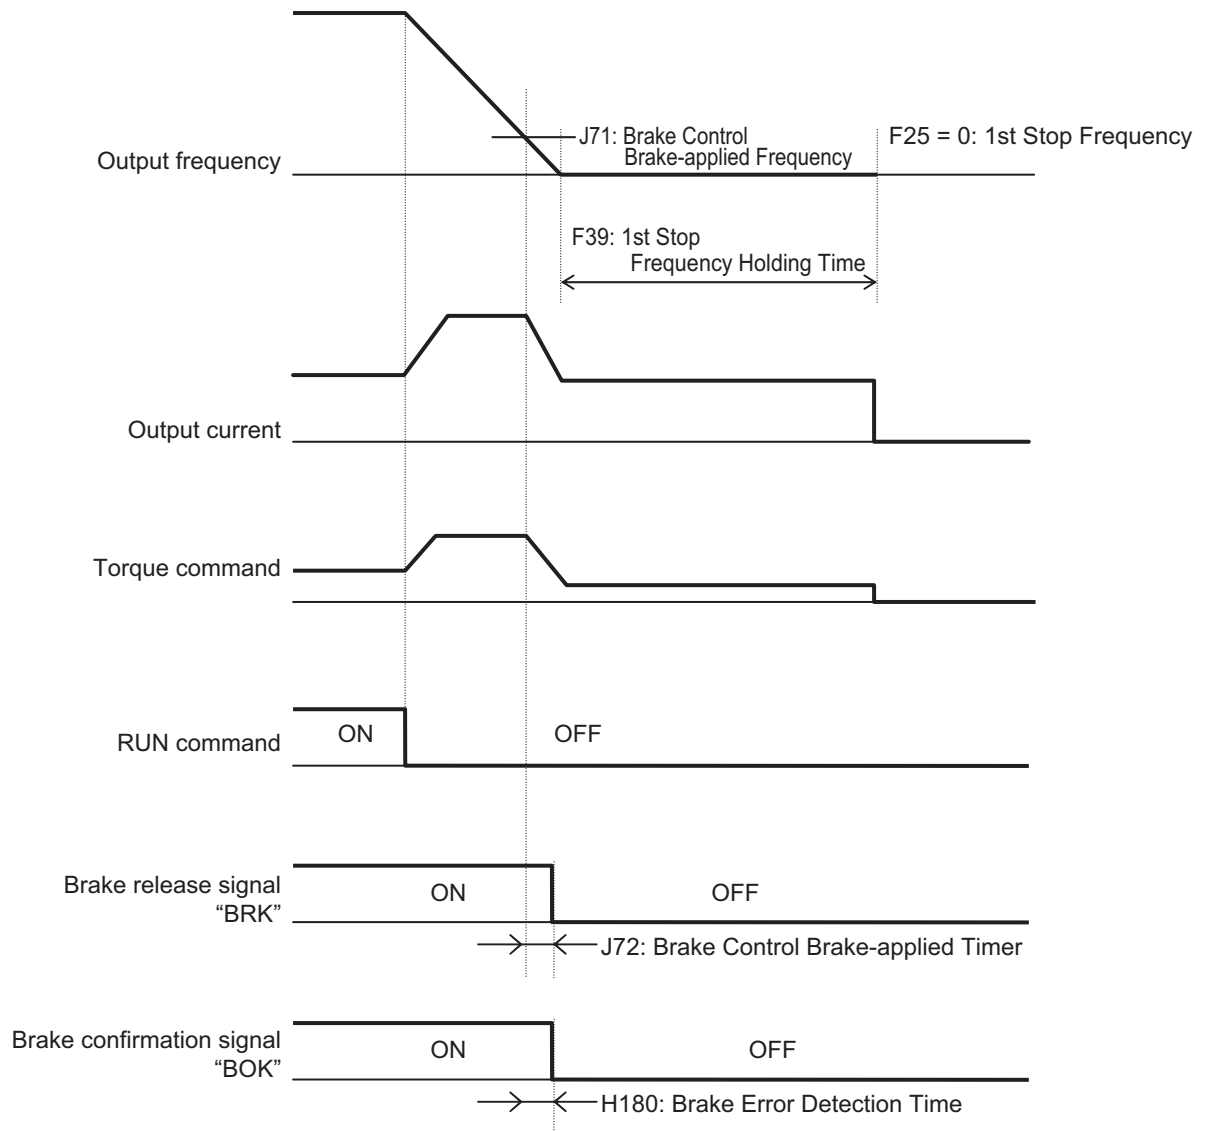 J71: Brake Control
Brake-applied Frequency
F25 = 0: 1st Stop Frequency
Output frequency
F39: 1st Stop
Frequency Holding Time
Output current
Torque command
RUN command
ON
OFF
Brake release signal
“BRK”
ON
OFF
J72: Brake Control Brake-applied Timer
Brake confirmation signal
“BOK”
ON
OFF
H180: Brake Error Detection Time